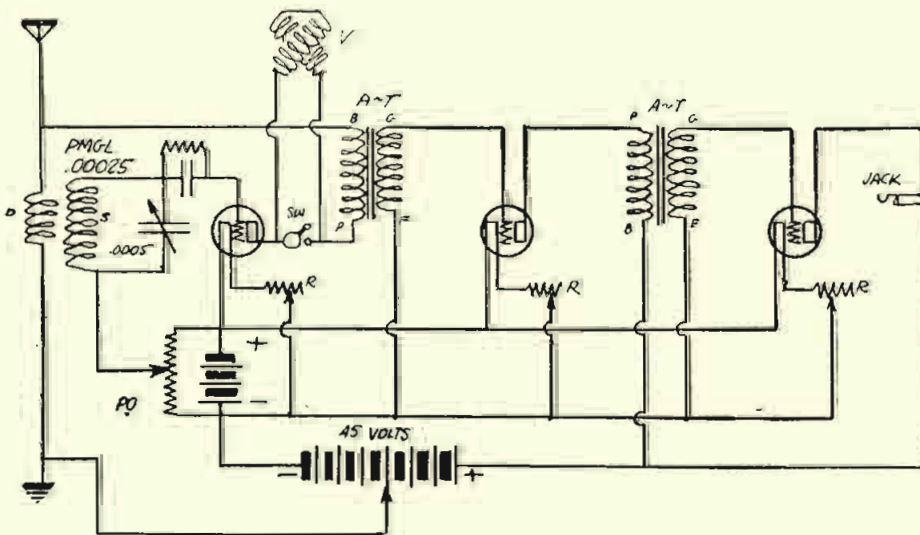 V
A~T
A~T
B G
P G
PMGL
.00025
JACK
P
S
SW
.0005
P
F
B F
R
R
R
+
PO
-
45 VOLTS
- +